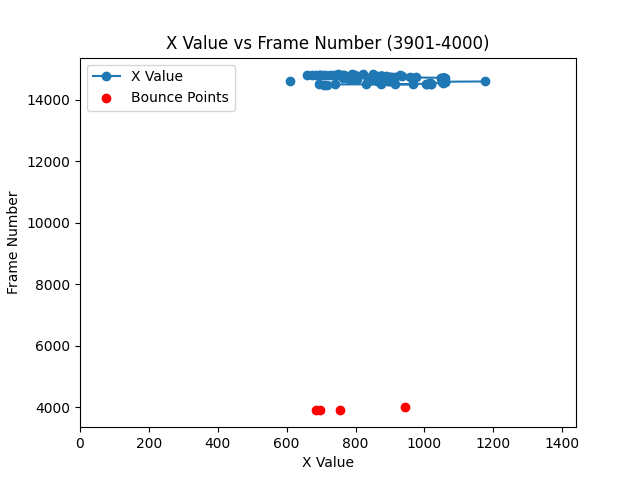 X Value vs Frame Number (3901-4000)
X Value
Bounce Points
Frame Number
14000
12000
10000
8000
6000
4000
0 200 400 600 800 1000 1200 1400
X Value